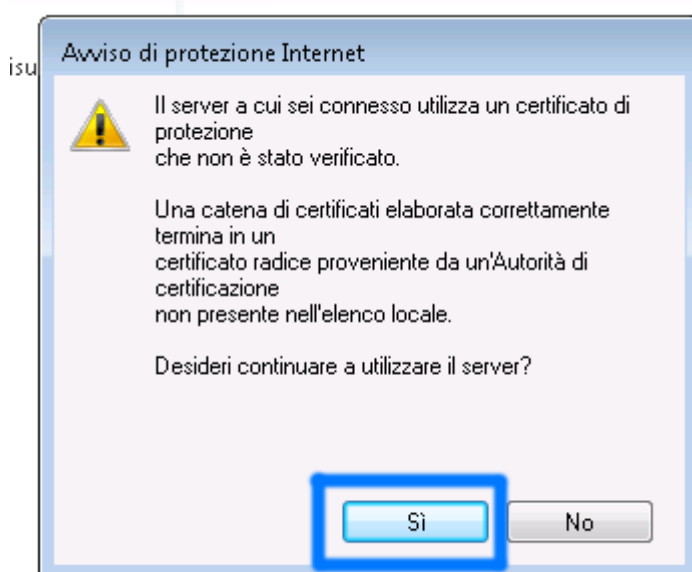 isu
Avviso di protezione Internet
Il server a cui sei connesso utilizza un certificato di
protezione
che non è stato verificato.
Una catena di certificati elaborata correttamente
termina in un
certificato radice proveniente da un'Autorità di
certificazione
non presente nell'elenco locale.
Desideri continuare a utilizzare il server?
Sì
No